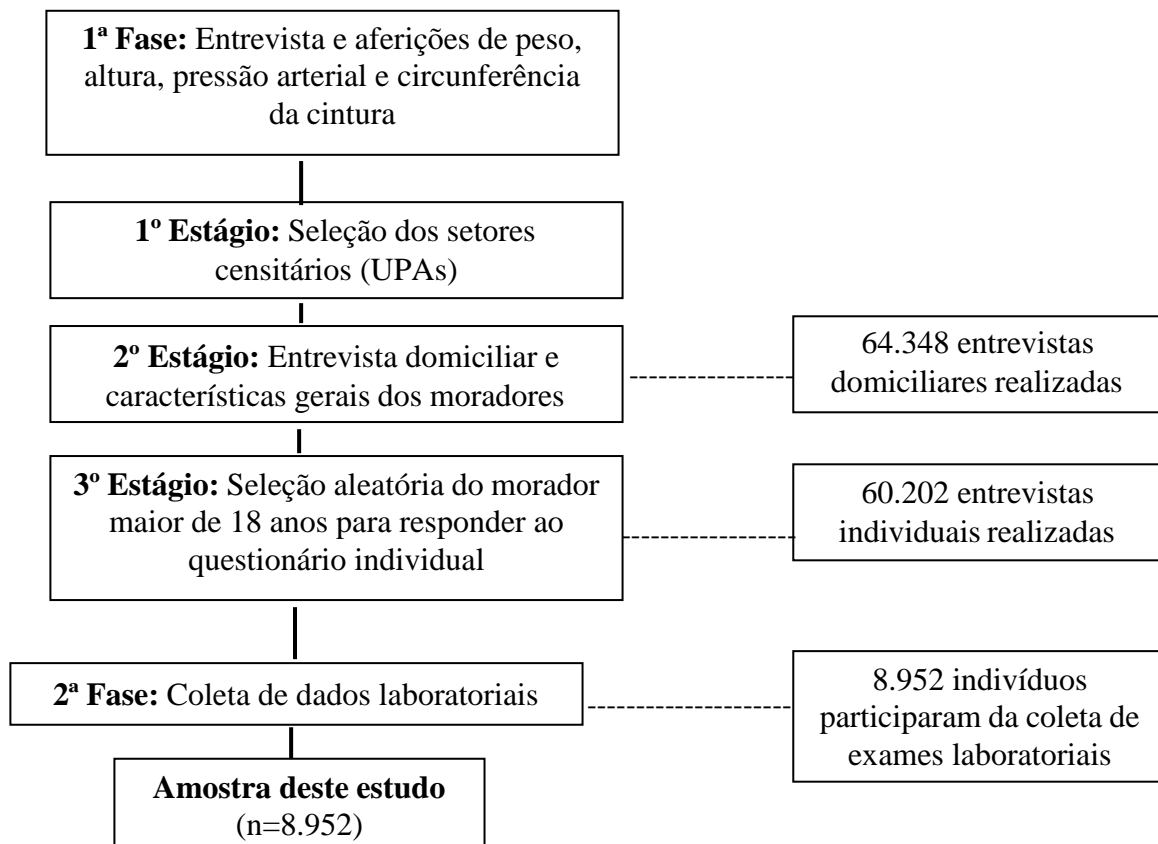 1ª Fase: Entrevista e aferições de peso,
altura, pressão arterial e circunferência
da cintura
1º Estágio: Seleção dos setores
censitários (UPAs)
2º Estágio: Entrevista domiciliar e
características gerais dos moradores
64.348 entrevistas
domiciliares realizadas
3º Estágio: Seleção aleatória do morador
maior de 18 anos para responder ao
questionário individual
60.202 entrevistas
individuais realizadas
2ª Fase: Coleta de dados laboratoriais
8.952 indivíduos
participaram da coleta de
exames laboratoriais
Amostra deste estudo
(n=8.952)